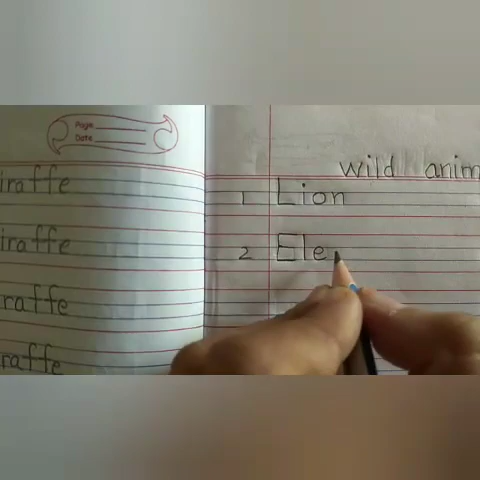 Page
Date
iraffe
iraffe
raffe
raffe
wild anim
1 Lion
2 Ele